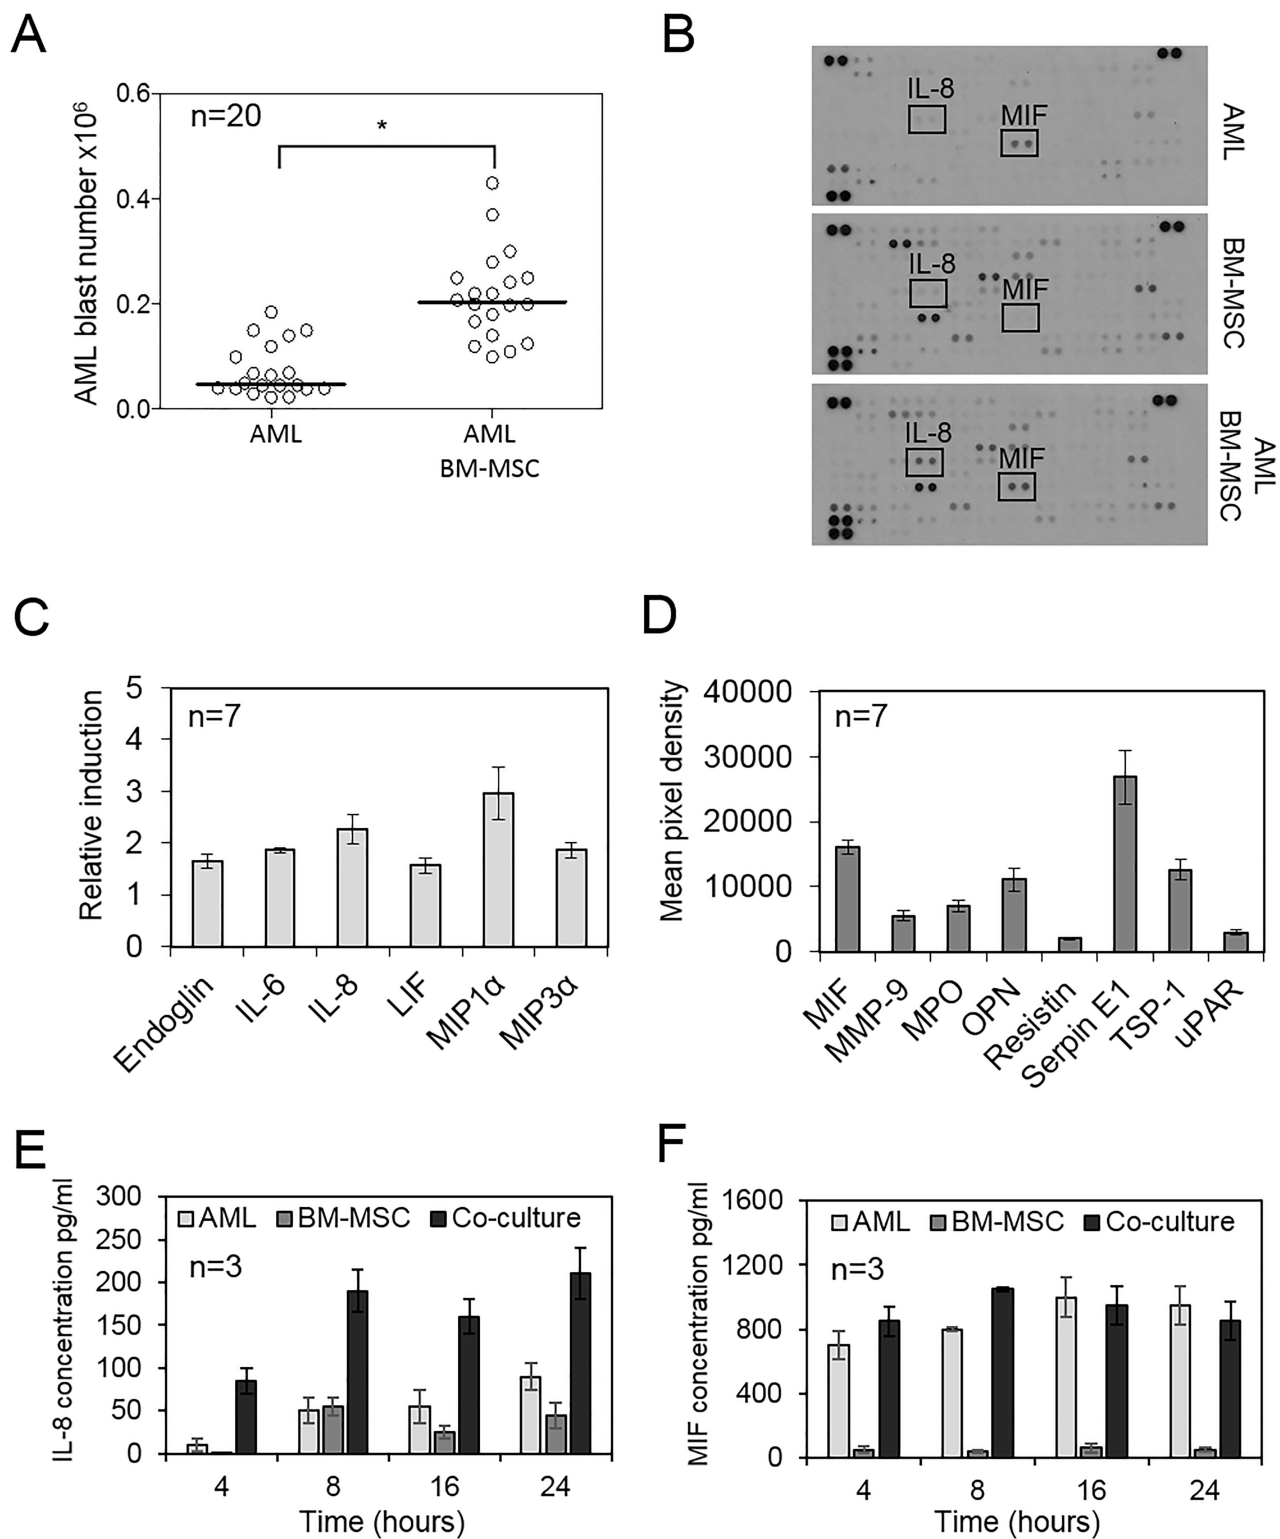 A
AML blast number x10⁶
0.6
0.4
0.2
0.0
n=20
*
AML
AML
BM-MSC
B
IL-8
MIF
AML
IL-8
MIF
BM-MSC
IL-8
MIF
AML
BM-MSC
C
Relative induction
5
4
3
2
1
0
n=7
Endoglin
IL-6
IL-8
LIF
MIP1α
MIP3α
D
Mean pixel density
40000
30000
20000
10000
0
n=7
MIF
MMP-9
MPO
OPN
Resistin
Serpin E1
TSP-1
uPAR
E
IL-8 concentration pg/ml
300
250
200
150
100
50
0
AML BM-MSC Co-culture
n=3
4 8 16 24
Time (hours)
F
MIF concentration pg/ml
1600
1200
800
400
0
AML BM-MSC Co-culture
n=3
4 8 16 24
Time (hours)